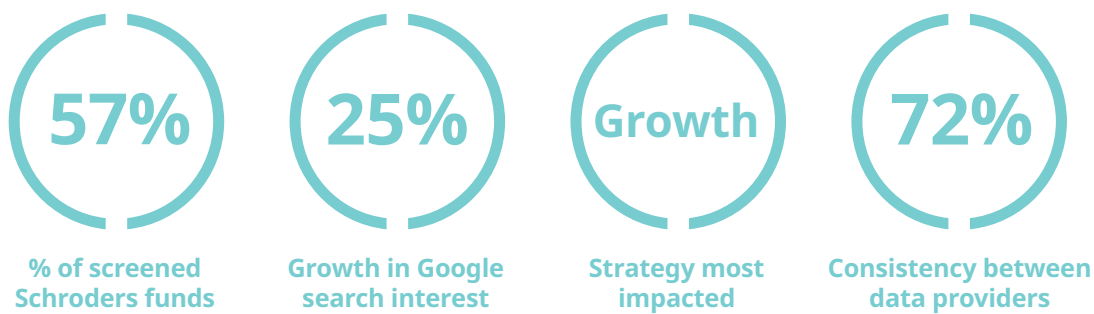 57%
% of screened
Schroders funds
25%
Growth in Google
search interest
Growth
Strategy most
impacted
72%
Consistency between
data providers